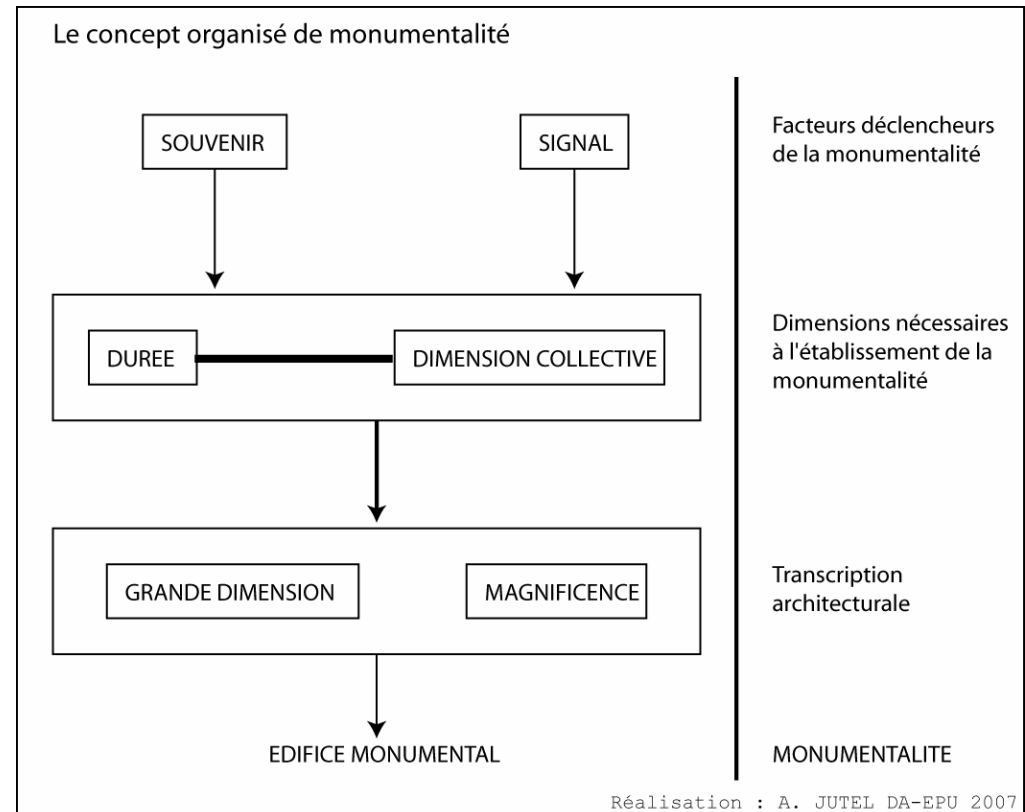 Le concept organisé de monumentalité
SOUVENIR
SIGNAL
Facteurs déclencheurs
de la monumentalité
DUREE
DIMENSION COLLECTIVE
Dimensions nécessaires
à l'établissement de la
monumentalité
GRANDE DIMENSION
MAGNIFICENCE
Transcription
architecturale
EDIFICE MONUMENTAL
MONUMENTALITE
Réalisation : A. JUTEL DA-EPU 2007